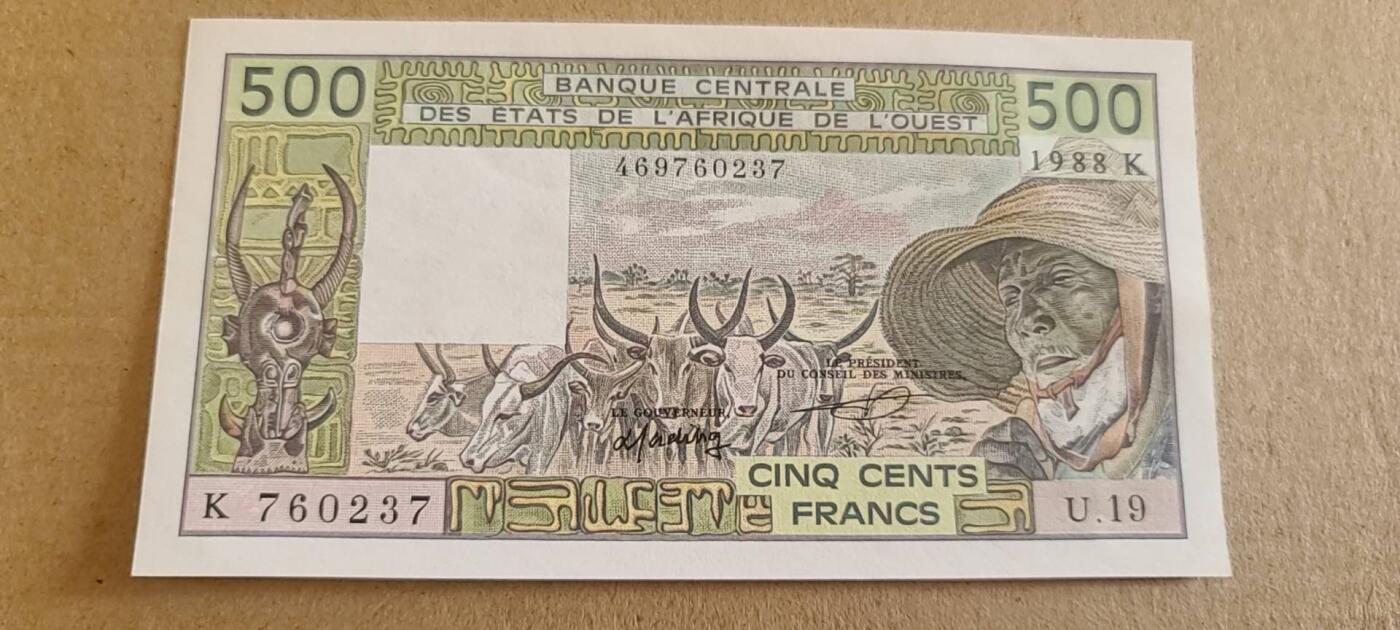 500
BANQUE CENTRALE
DES ÉTATS DE L'AFRIQUE DE L'OUEST
500
469760237
1988 K
LE PRÉSIDENT
DU CONSEIL DES MINISTRES,
LE GOUVERNEUR,
CINQ CENTS
FRANCS
K 760237
U.19